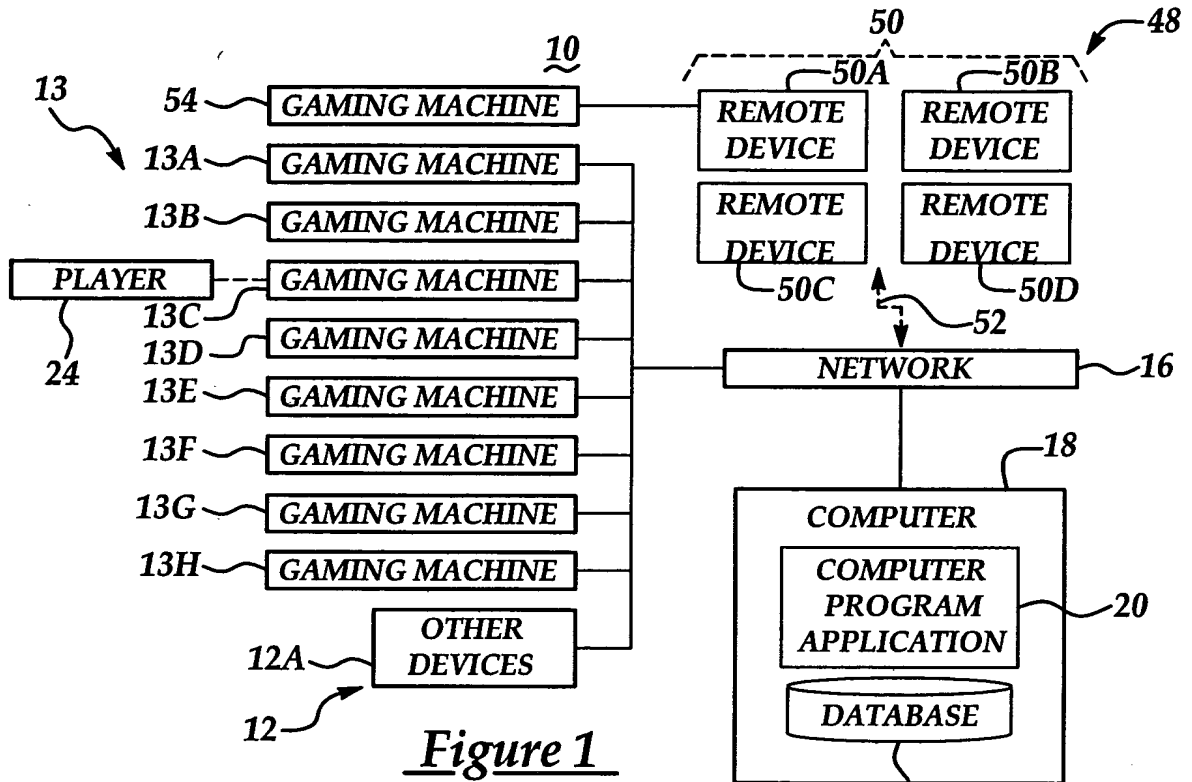 10
50
48
13
54
GAMING MACHINE
50A
REMOTE
DEVICE
50B
REMOTE
DEVICE
13A
GAMING MACHINE
13B
GAMING MACHINE
REMOTE
DEVICE
50C
REMOTE
DEVICE
50D
PLAYER
24
13C
GAMING MACHINE
52
13D
GAMING MACHINE
NETWORK
16
13E
GAMING MACHINE
13F
GAMING MACHINE
18
13G
GAMING MACHINE
COMPUTER
13H
GAMING MACHINE
COMPUTER
PROGRAM
APPLICATION
20
12A
OTHER
DEVICES
12
DATABASE
Figure 1